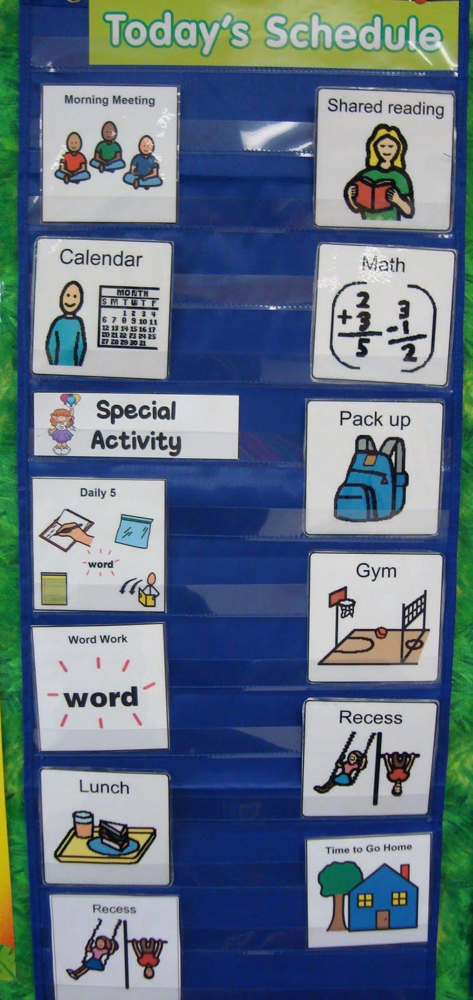 Today's Schedule
Morning Meeting
Calendar
MONTH
S M T W T F
1 2 3 4
6 7 8 9 10 11
12 13 14 15 16 17
20 21 22 23 24 25
27 28 29 30 31
Special
Activity
Daily 5
word
Word Work
word
Lunch
Recess
Shared reading
Math
2
+ 3
5
3
- 1
2
Pack up
Gym
Recess
Time to Go Home